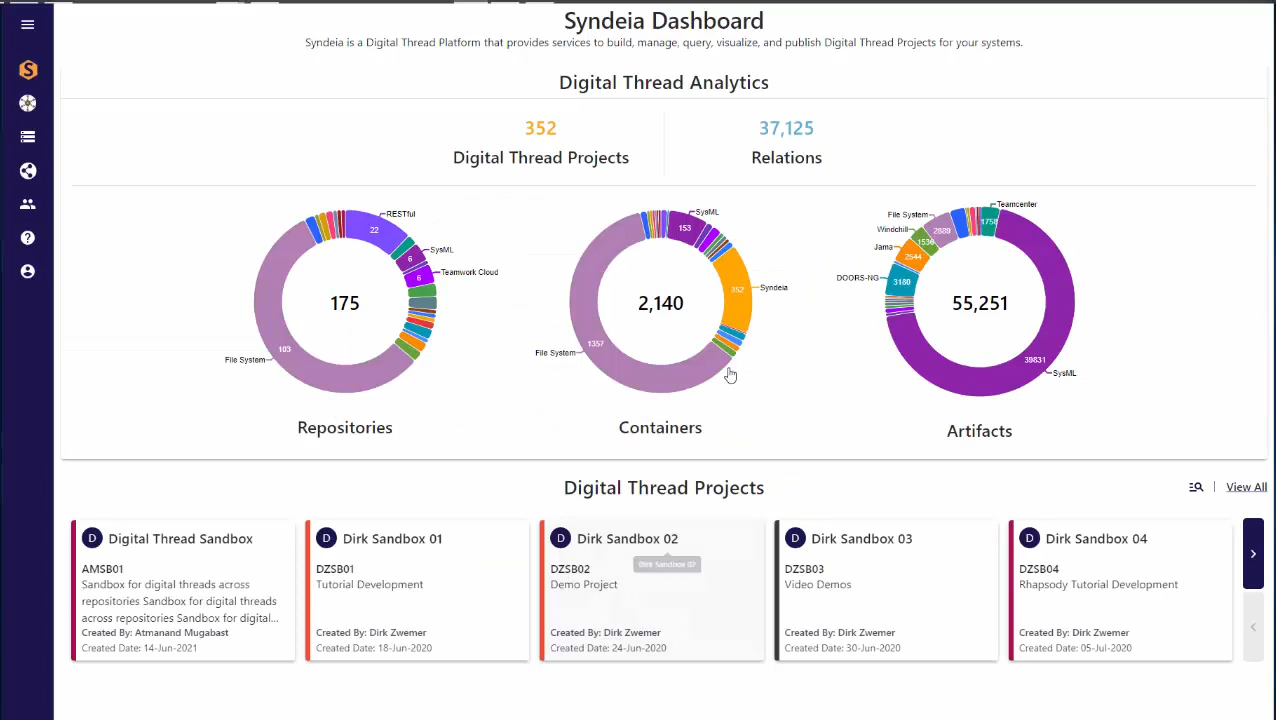 Syndeia Dashboard
Syndeia is a Digital Thread Platform that provides services to build, manage, query, visualize, and publish Digital Thread Projects for your systems.
Digital Thread Analytics
352
37,125
Digital Thread Projects
Relations
RESTful
22
SysML
6
Teamwork Cloud
6
175
103
File System
Repositories
SysML
153
352
Syndeia
2,140
1357
File System
Containers
Teamcenter
1758
File System
2889
Windchill
1536
Jama
2544
DOORS-NG
3180
55,251
39831
SysML
Artifacts
Digital Thread Projects
View All
D Digital Thread Sandbox
AMSB01
Sandbox for digital threads across
repositories Sandbox for digital threads
across repositories Sandbox for digital...
Created By: Atmanand Mugabast
Created Date: 14-Jun-2021
D Dirk Sandbox 01
DZSB01
Tutorial Development
Created By: Dirk Zwemer
Created Date: 18-Jun-2020
D Dirk Sandbox 02
Dirk Sandbox 02
DZSB02
Demo Project
Created By: Dirk Zwemer
Created Date: 24-Jun-2020
D Dirk Sandbox 03
DZSB03
Video Demos
Created By: Dirk Zwemer
Created Date: 30-Jun-2020
D Dirk Sandbox 04
DZSB04
Rhapsody Tutorial Development
Created By: Dirk Zwemer
Created Date: 05-Jul-2020